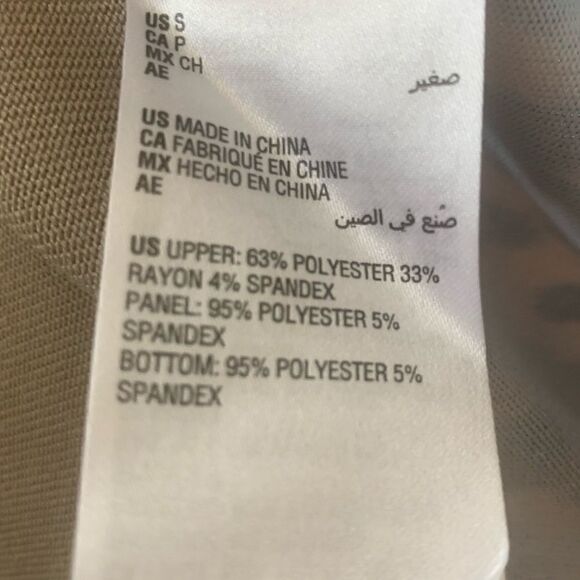 US S
CA P
MX CH
AE
صغير
US MADE IN CHINA
CA FABRIQUÉ EN CHINE
MX HECHO EN CHINA
AE
صُنع في الصين
US UPPER: 63% POLYESTER 33%
RAYON 4% SPANDEX
PANEL: 95% POLYESTER 5%
SPANDEX
BOTTOM: 95% POLYESTER 5%
SPANDEX